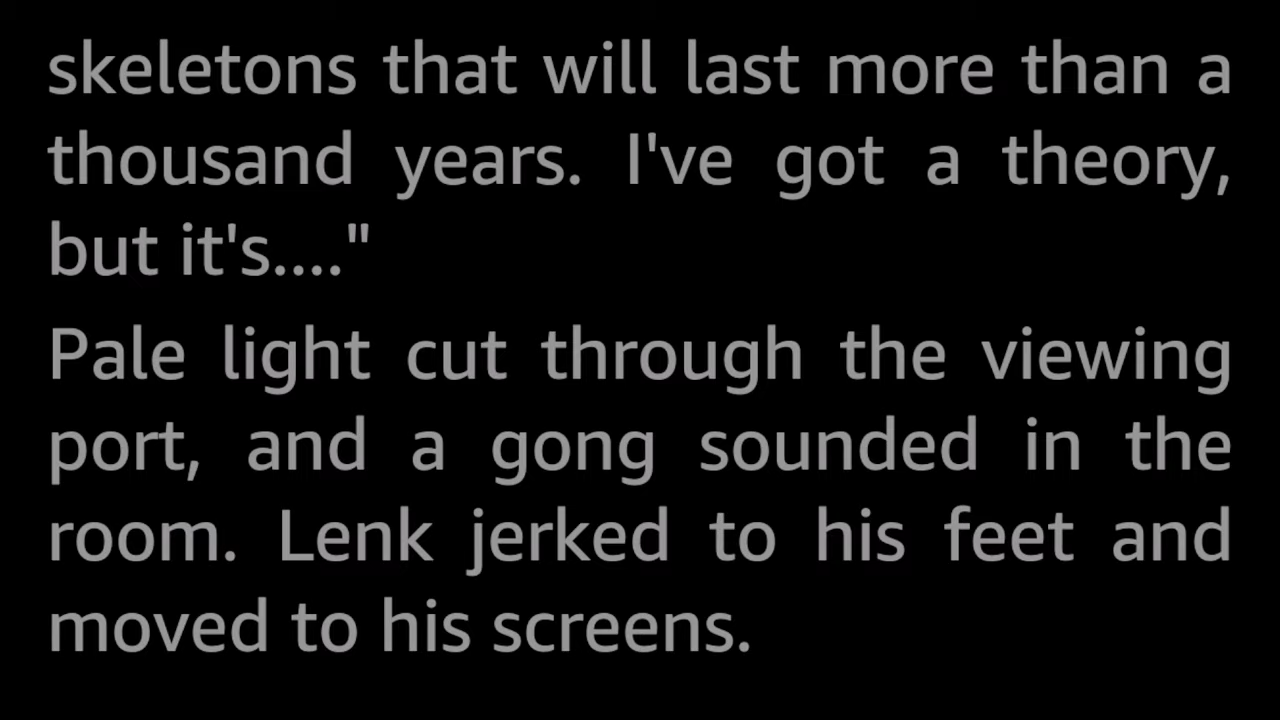 skeletons that will last more than a
thousand years. I've got a theory,
but it's...."
Pale light cut through the viewing
port, and a gong sounded in the
room. Lenk jerked to his feet and
moved to his screens.